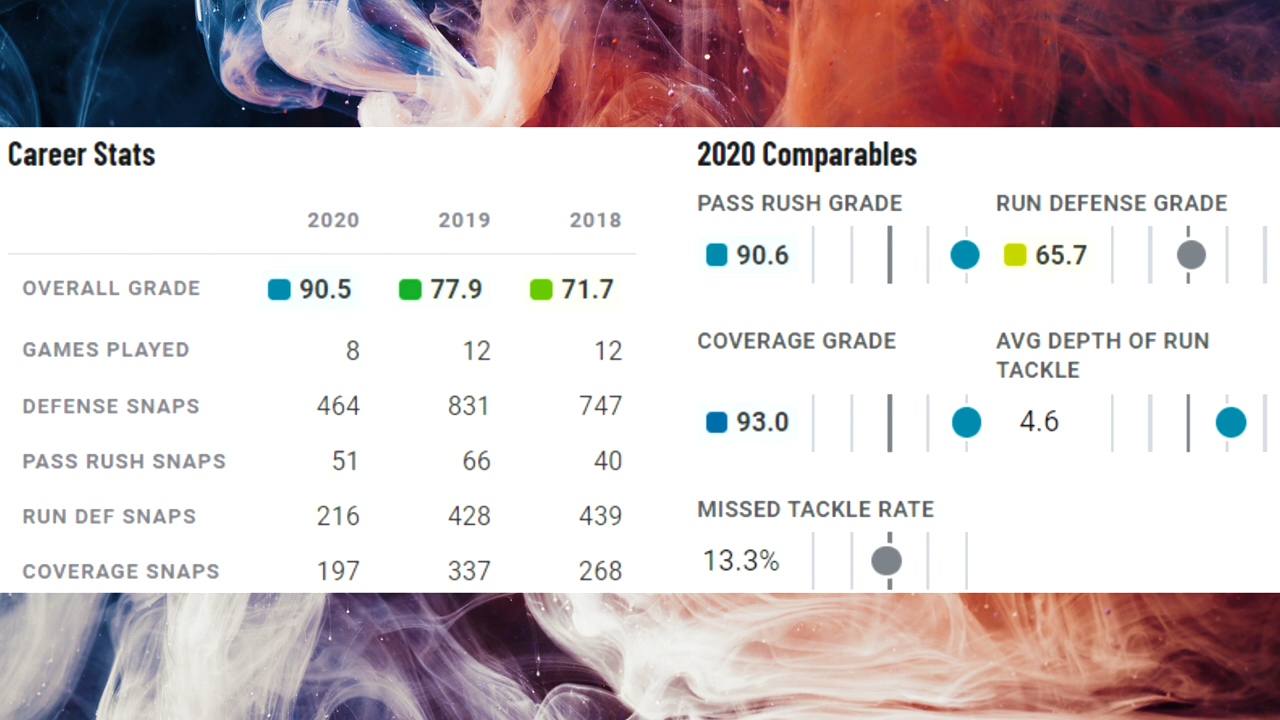 Career Stats
2020 2019 2018
OVERALL GRADE 90.5 77.9 71.7
GAMES PLAYED 8 12 12
DEFENSE SNAPS 464 831 747
PASS RUSH SNAPS 51 66 40
RUN DEF SNAPS 216 428 439
COVERAGE SNAPS 197 337 268
2020 Comparables
PASS RUSH GRADE
90.6
RUN DEFENSE GRADE
65.7
COVERAGE GRADE
93.0
AVG DEPTH OF RUN
TACKLE
4.6
MISSED TACKLE RATE
13.3%